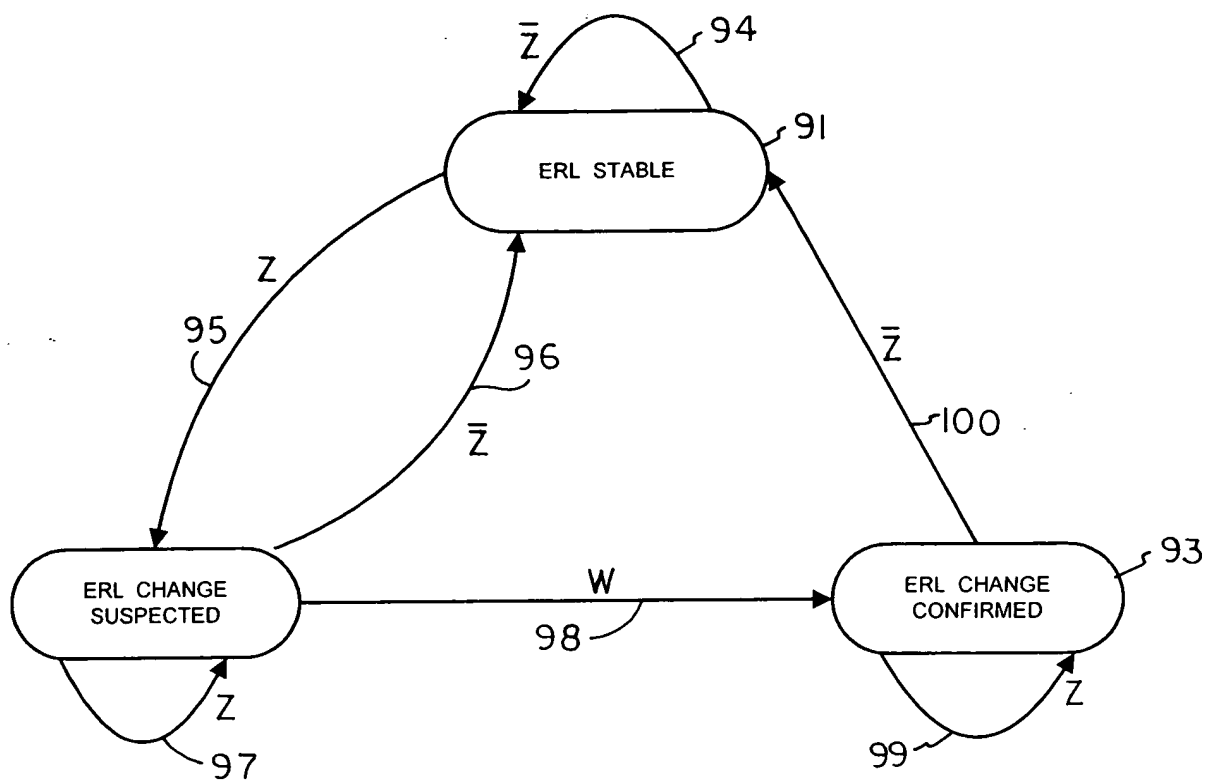 Z̄
94
91
ERL STABLE
Z
95
96
Z̄
Z̄
100
ERL CHANGE
SUSPECTED
W
98
93
ERL CHANGE
CONFIRMED
Z
97
Z
99